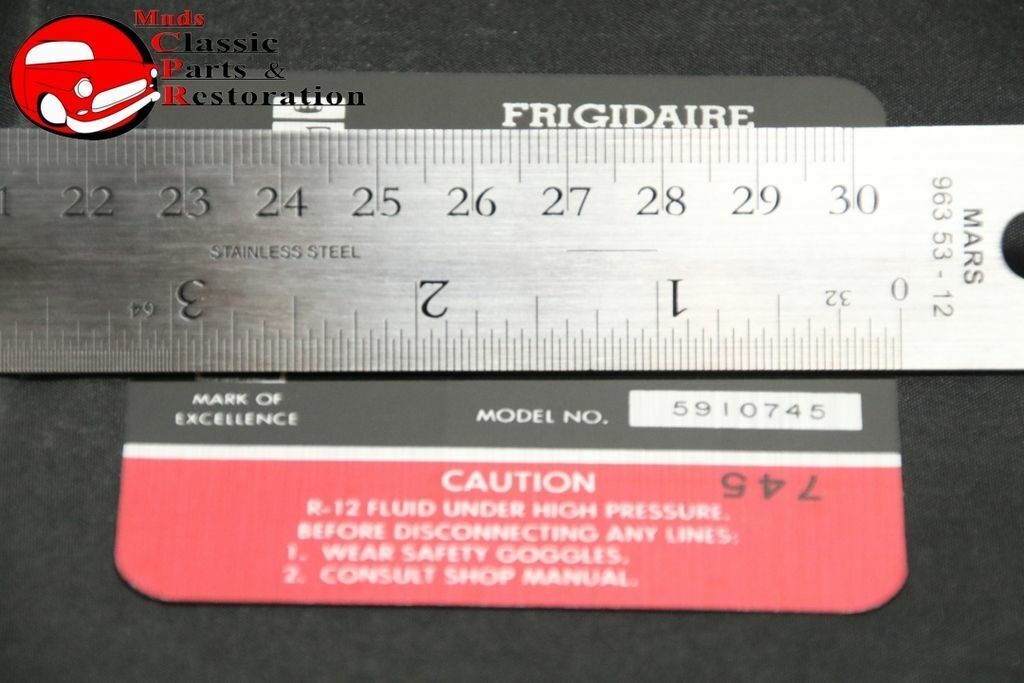 Muds
Classic
Parts &
Restoration
FRIGIDAIRE
22 23 24 25 26 27 28 29 30
963 53 - 12
MARS
STAINLESS STEEL
64 3 2 1 32 0
MARK OF
EXCELLENCE
MODEL NO. 5910745
CAUTION
745
R-12 FLUID UNDER HIGH PRESSURE.
BEFORE DISCONNECTING ANY LINES:
1. WEAR SAFETY GOGGLES.
2. CONSULT SHOP MANUAL.